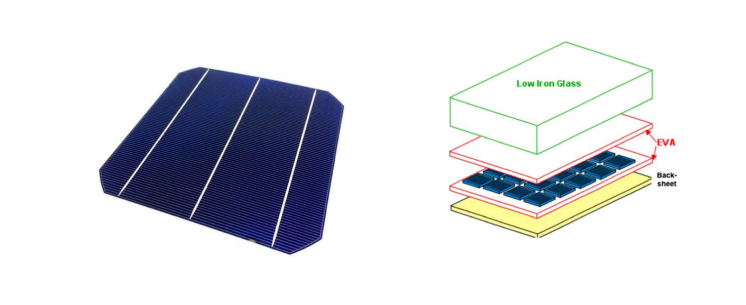 Low Iron Glass
EVA
Back-
sheet